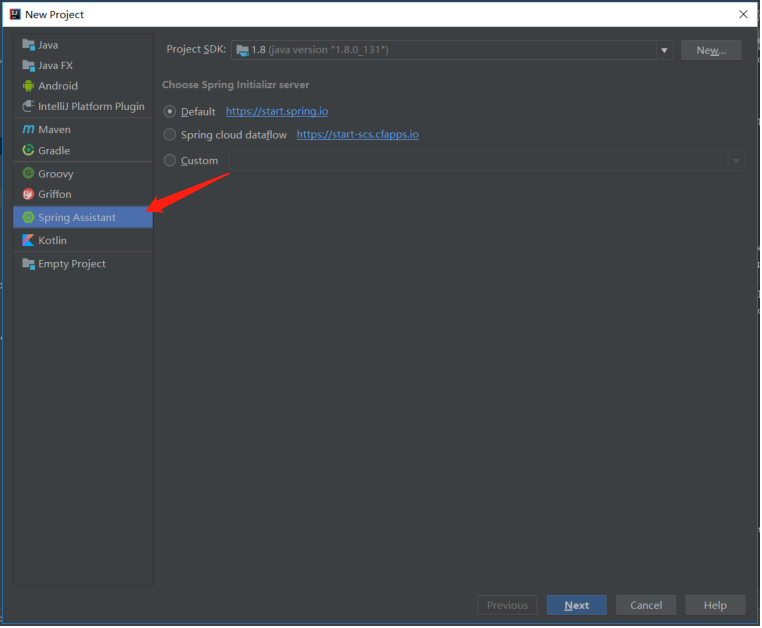 New Project
Java
Java FX
Android
IntelliJ Platform Plugin
Maven
Gradle
Groovy
Griffon
Spring Assistant
Kotlin
Empty Project
Project SDK: 1.8 (java version "1.8.0_131") New...
Choose Spring Initializr server
Default https://start.spring.io
Spring cloud dataflow https://start-scs.cfapps.io
Custom
Previous Next Cancel Help